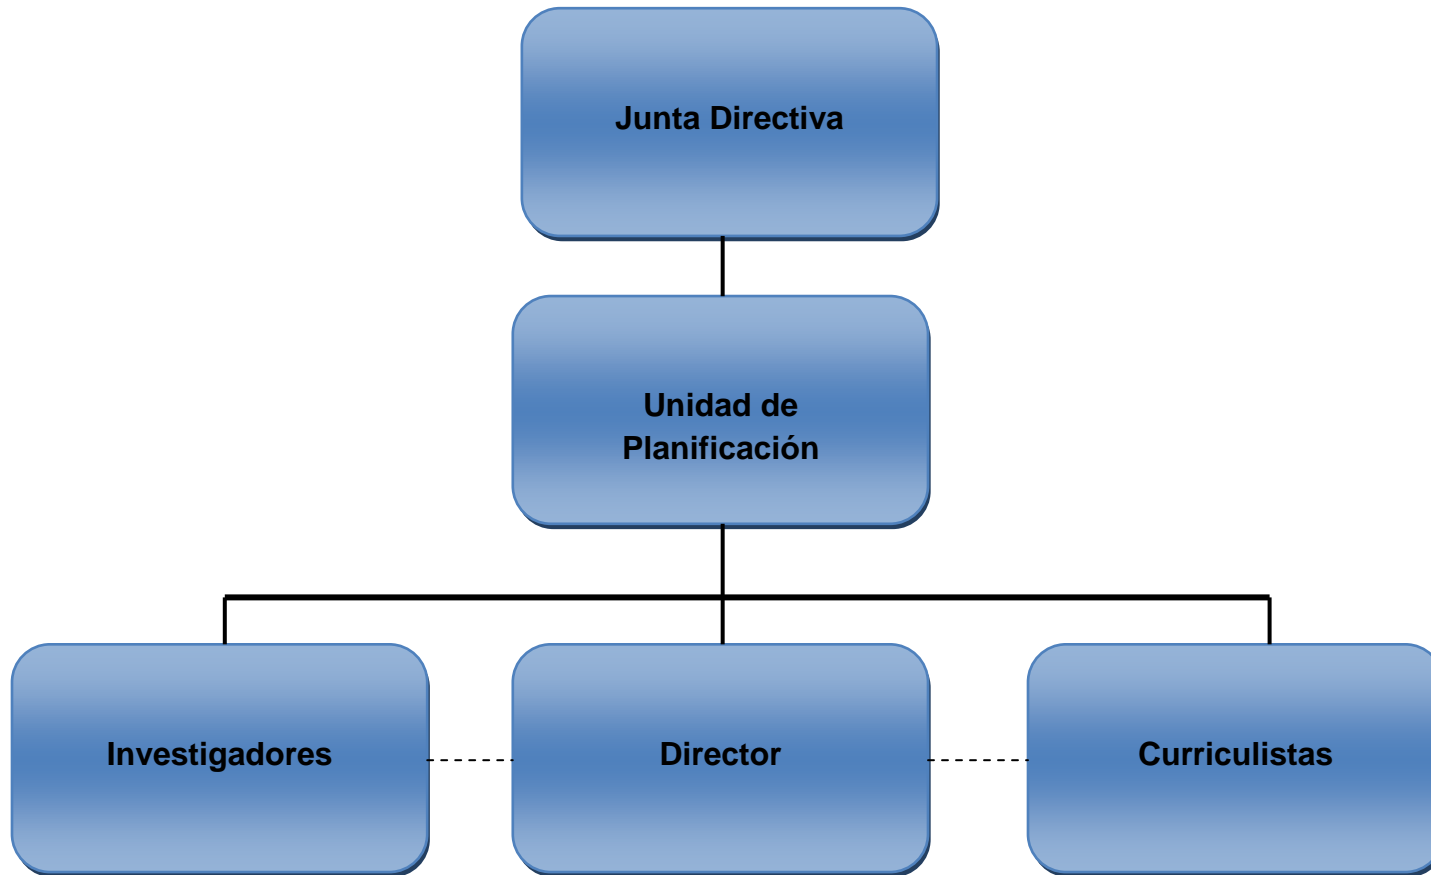 Junta Directiva
Unidad de
Planificación
Investigadores
Director
Curriculistas